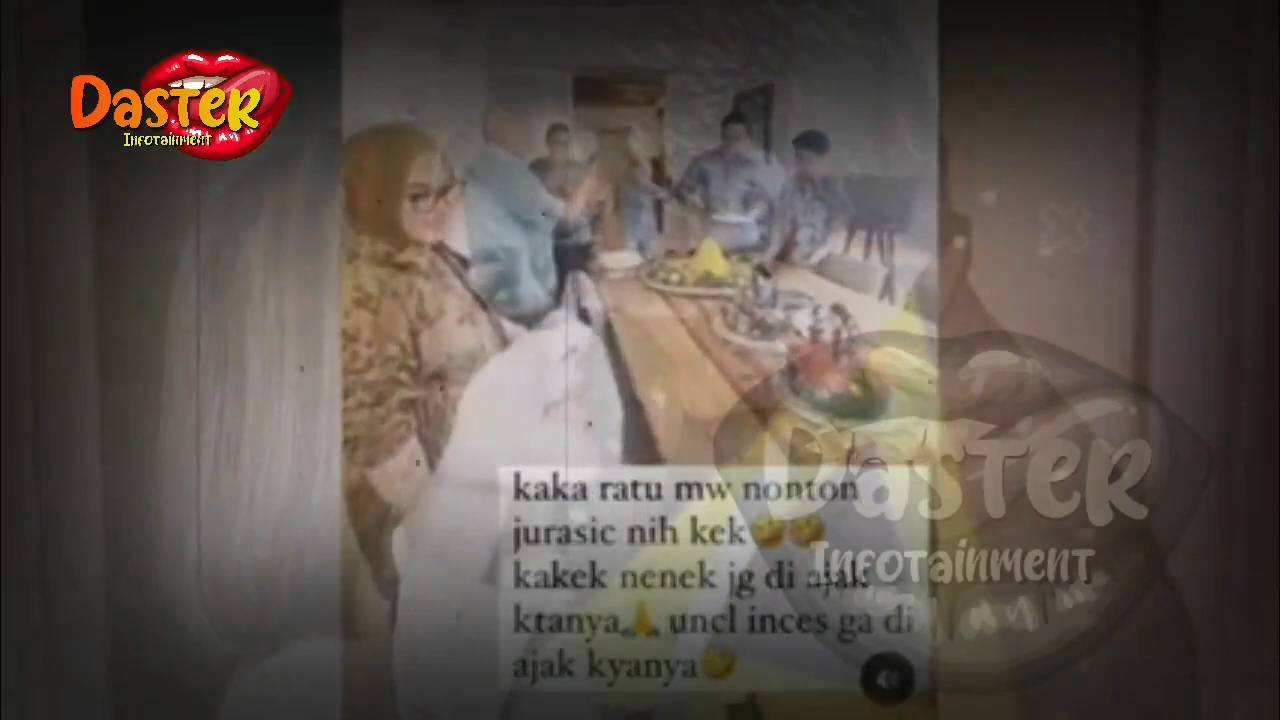 DasTER
Infotainment
kaka ratu mw nonton
jurasic nih kek
kakek nenek jg di ajak
ktanya🙏 uncl inces ga di
ajak kyanya
DasTER
Infotainment